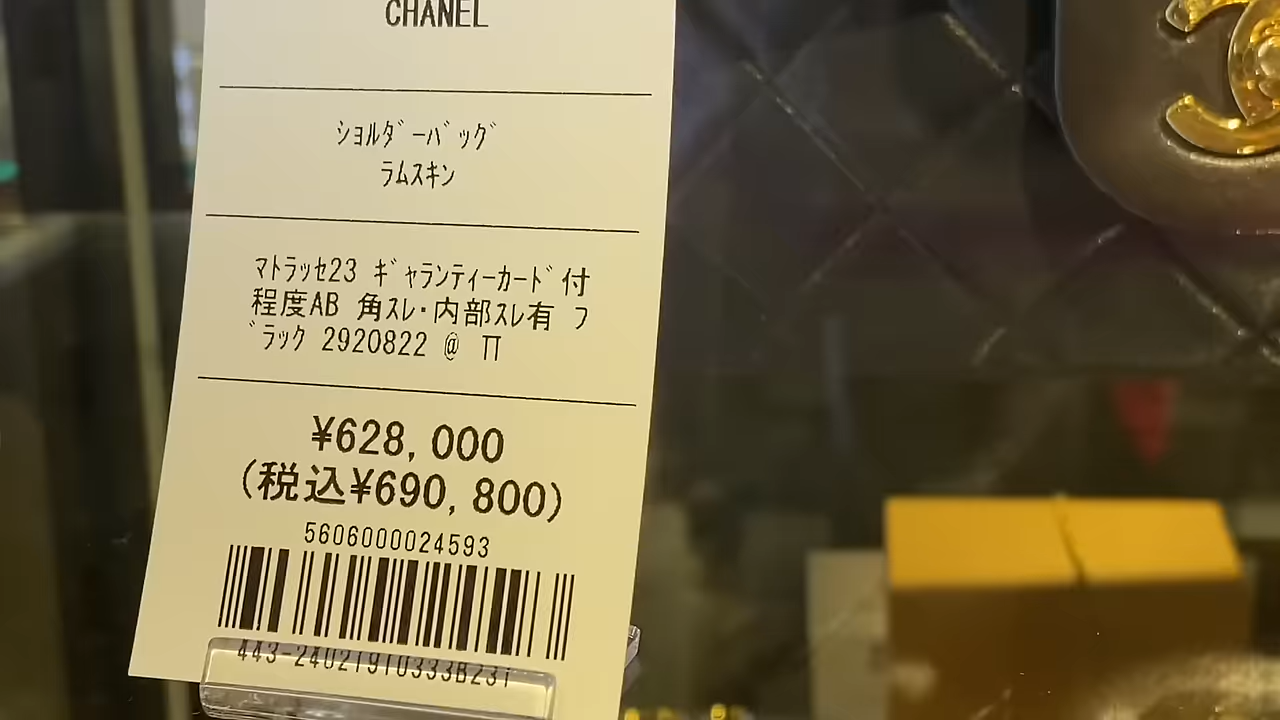 CHANEL
ｼｮﾙﾀﾞｰﾊﾞｯｸﾞ
ﾗﾑｽｷﾝ
ﾏﾄﾗｯｾ23 ｷﾞｬﾗﾝﾃｨｰｶｰﾄﾞ付
程度AB 角ｽﾚ･内部ｽﾚ有 ﾌ
ﾞﾗｯｸ 2920822 @ Π
¥628,000
(税込¥690,800)
5606000024593